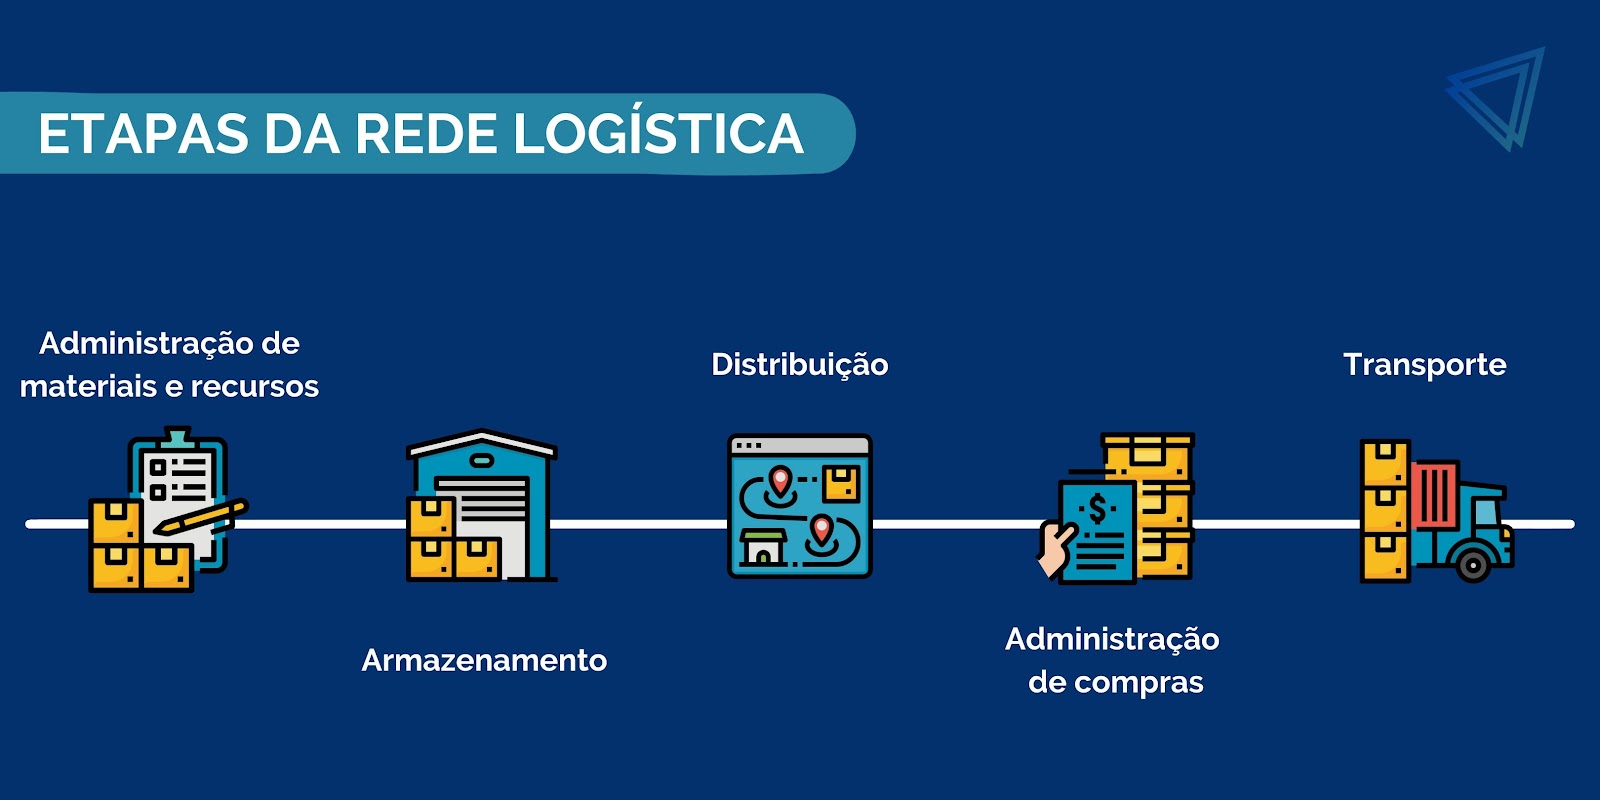 ETAPAS DA REDE LOGÍSTICA
Administração de
materiais e recursos
Armazenamento
Distribuição
$
Administração
de compras
Transporte